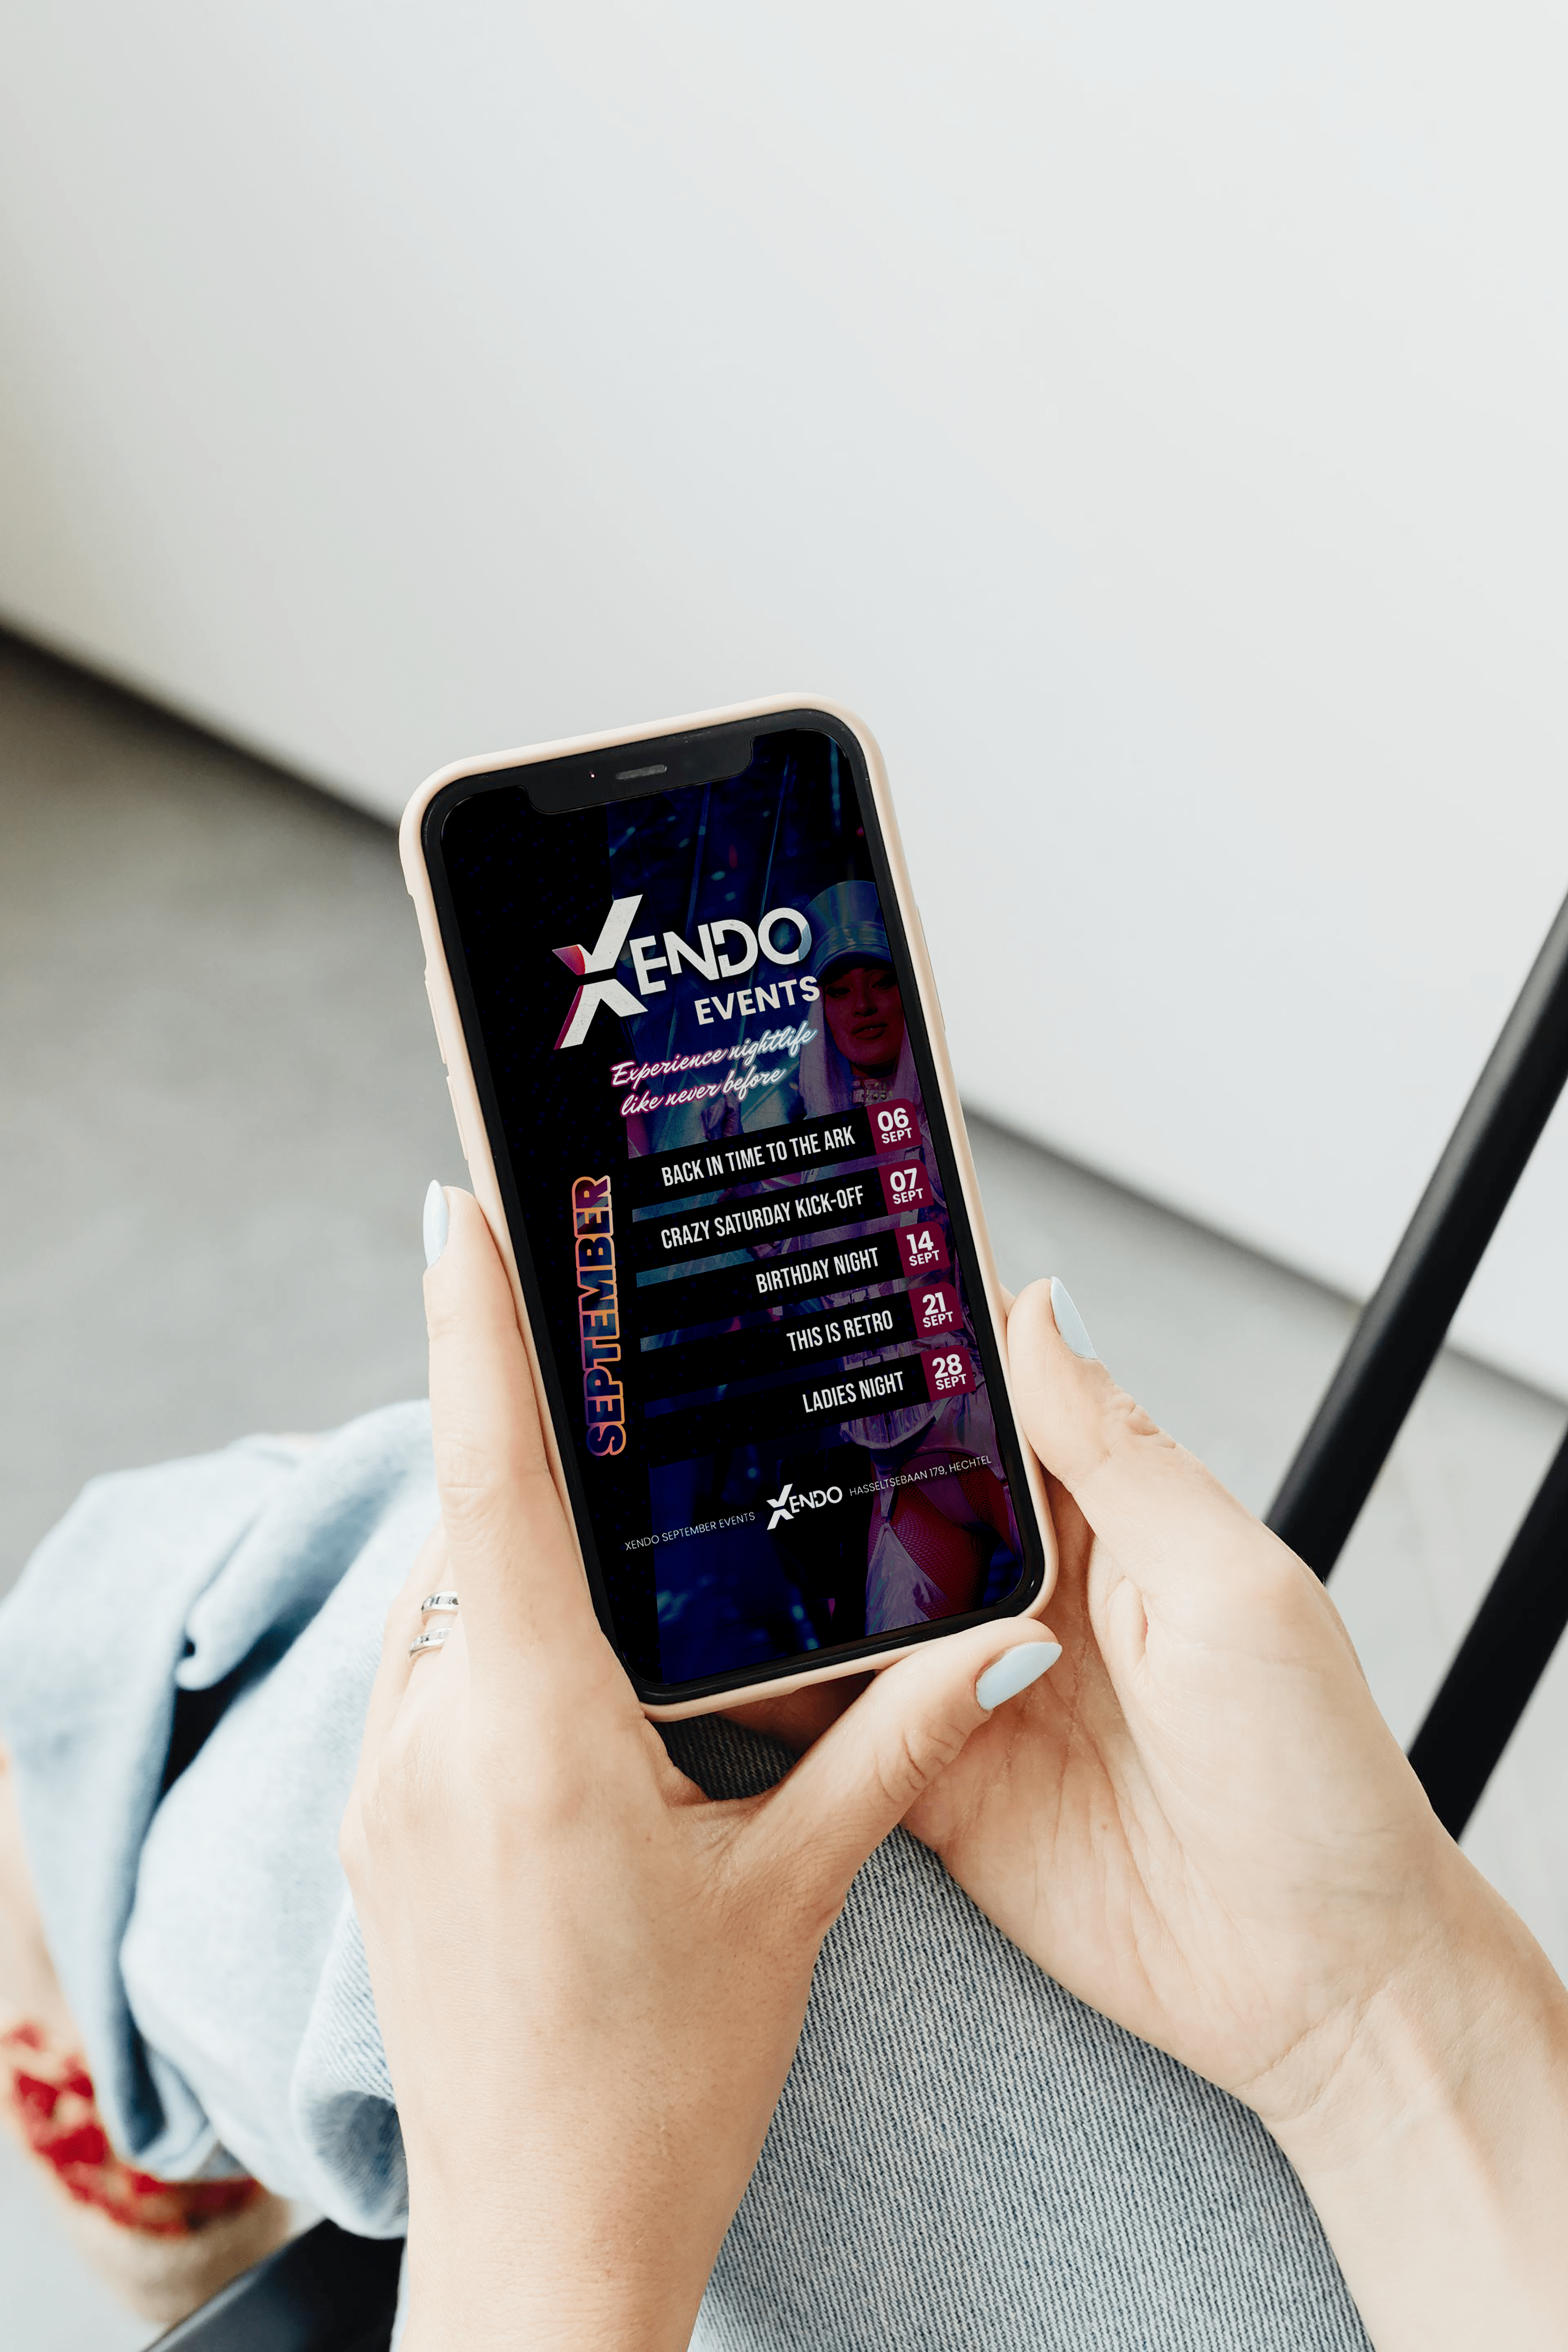 XENDO
EVENTS
Experience nightlife
like never before
SEPTEMBER
BACK IN TIME TO THE ARK 06 SEPT
CRAZY SATURDAY KICK-OFF 07 SEPT
BIRTHDAY NIGHT 14 SEPT
THIS IS RETRO 21 SEPT
LADIES NIGHT 28 SEPT
XENDO SEPTEMBER EVENTS XENDO HASSELTSEBAAN 179, HECHTEL